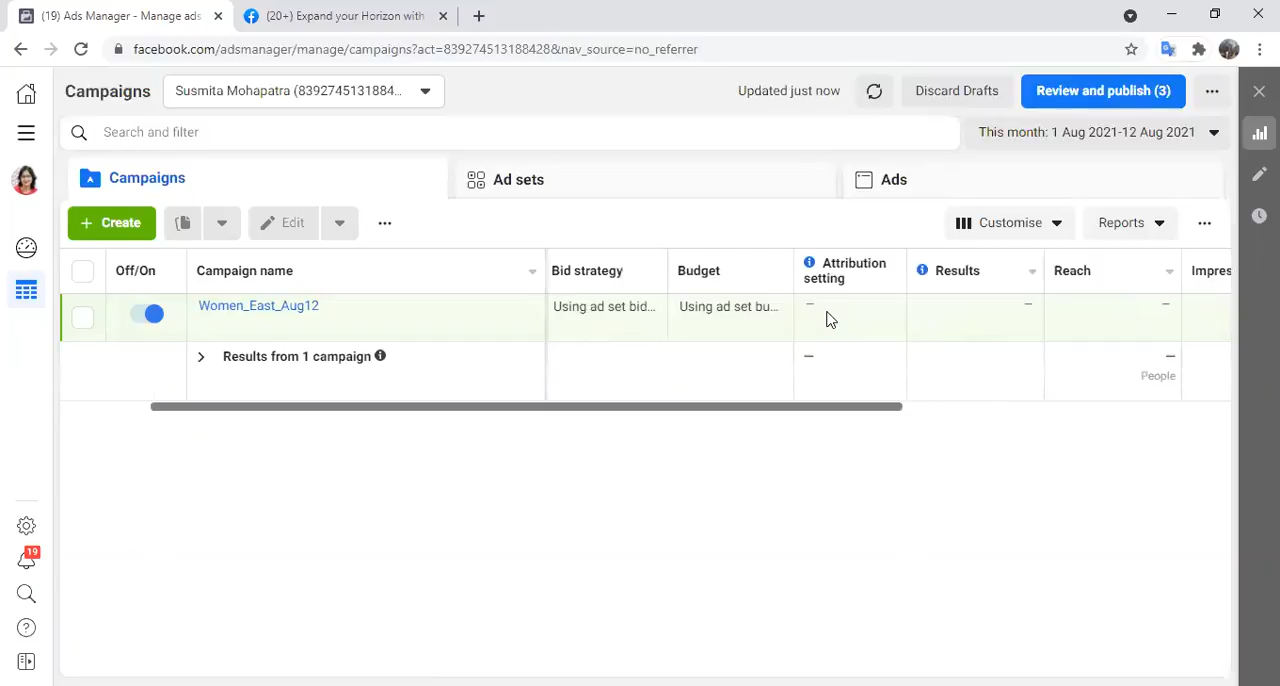 (19) Ads Manager - Manage ads
(20+) Expand your Horizon with
facebook.com/adsmanager/manage/campaigns?act=839274513188428&nav_source=no_referrer
Campaigns
Susmita Mohapatra (8392745131884...
Updated just now
Discard Drafts
Review and publish (3)
Search and filter
This month: 1 Aug 2021-12 Aug 2021
Campaigns
Ad sets
Ads
+ Create
Edit
Customise
Reports
Off/On
Campaign name
Bid strategy
Budget
Attribution
setting
Results
Reach
Impres
Women_East_Aug12
Using ad set bid...
Using ad set bu...
—
—
—
Results from 1 campaign
—
—
People
19